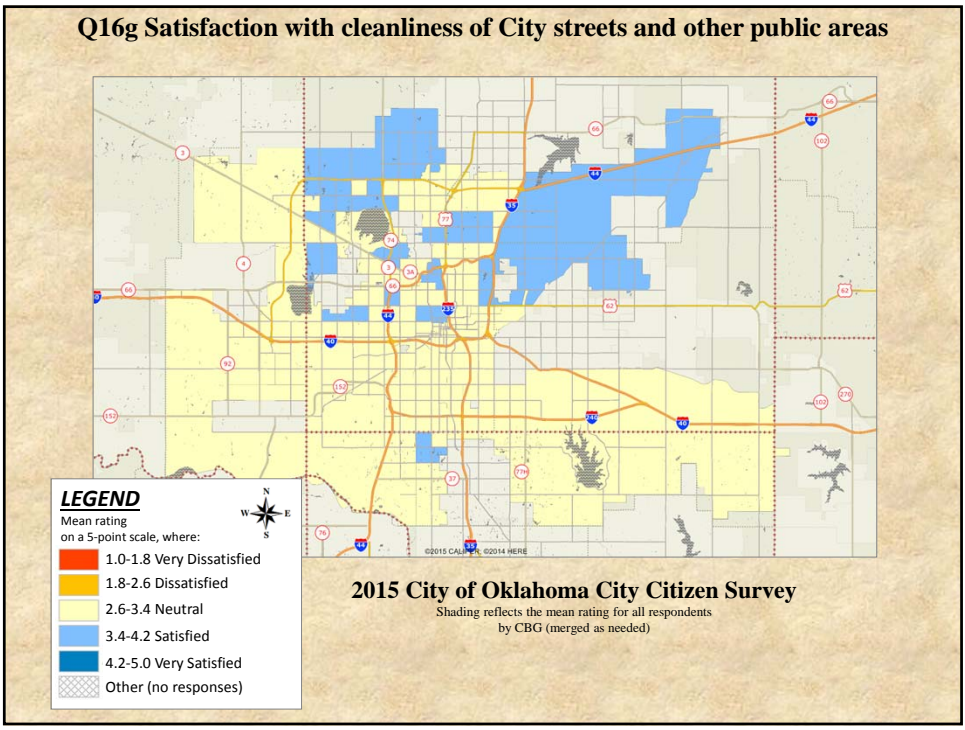 Q16g Satisfaction with cleanliness of City streets and other public areas
66
44
3
66
102
44
35
77
74
4
3
3A
66
66
62
62
235
44
40
92
152
270
102
152
240
40
37
77H
76
44
35
©2015 CALIPER; ©2014 HERE
LEGEND
Mean rating
on a 5-point scale, where:
N
W E
S
1.0-1.8 Very Dissatisfied
1.8-2.6 Dissatisfied
2.6-3.4 Neutral
3.4-4.2 Satisfied
4.2-5.0 Very Satisfied
Other (no responses)
2015 City of Oklahoma City Citizen Survey
Shading reflects the mean rating for all respondents
by CBG (merged as needed)